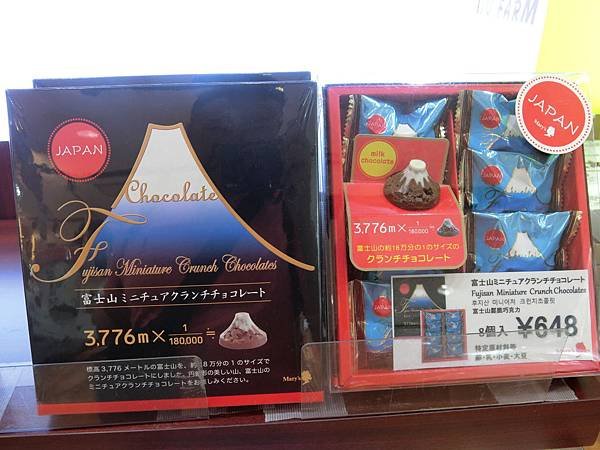 FARM
JAPAN
Chocolate
Fujisan Miniature Crunch Chocolates
富士山ミニチュアクランチチョコレート
3,776m× 1/180,000 ≒
標高3,776メートルの富士山を、約18万分の1のサイズで
クランチチョコレートにしました。円錐形の美しい山、富士山の
ミニチュアクランチチョコレートをお楽しみください。
Mary's
JAPAN
Mary's
milk
chocolate
3,776m× 1/180,000 ≒
富士山の約18万分の1のサイズの
クランチチョコレート
富士山ミニチュアクランチチョコレート
Fujisan Miniature Crunch Chocolates
후지산 미니어처 크런치초콜릿
8個入 ¥648
特定原材料等
卵・乳・小麦・大豆